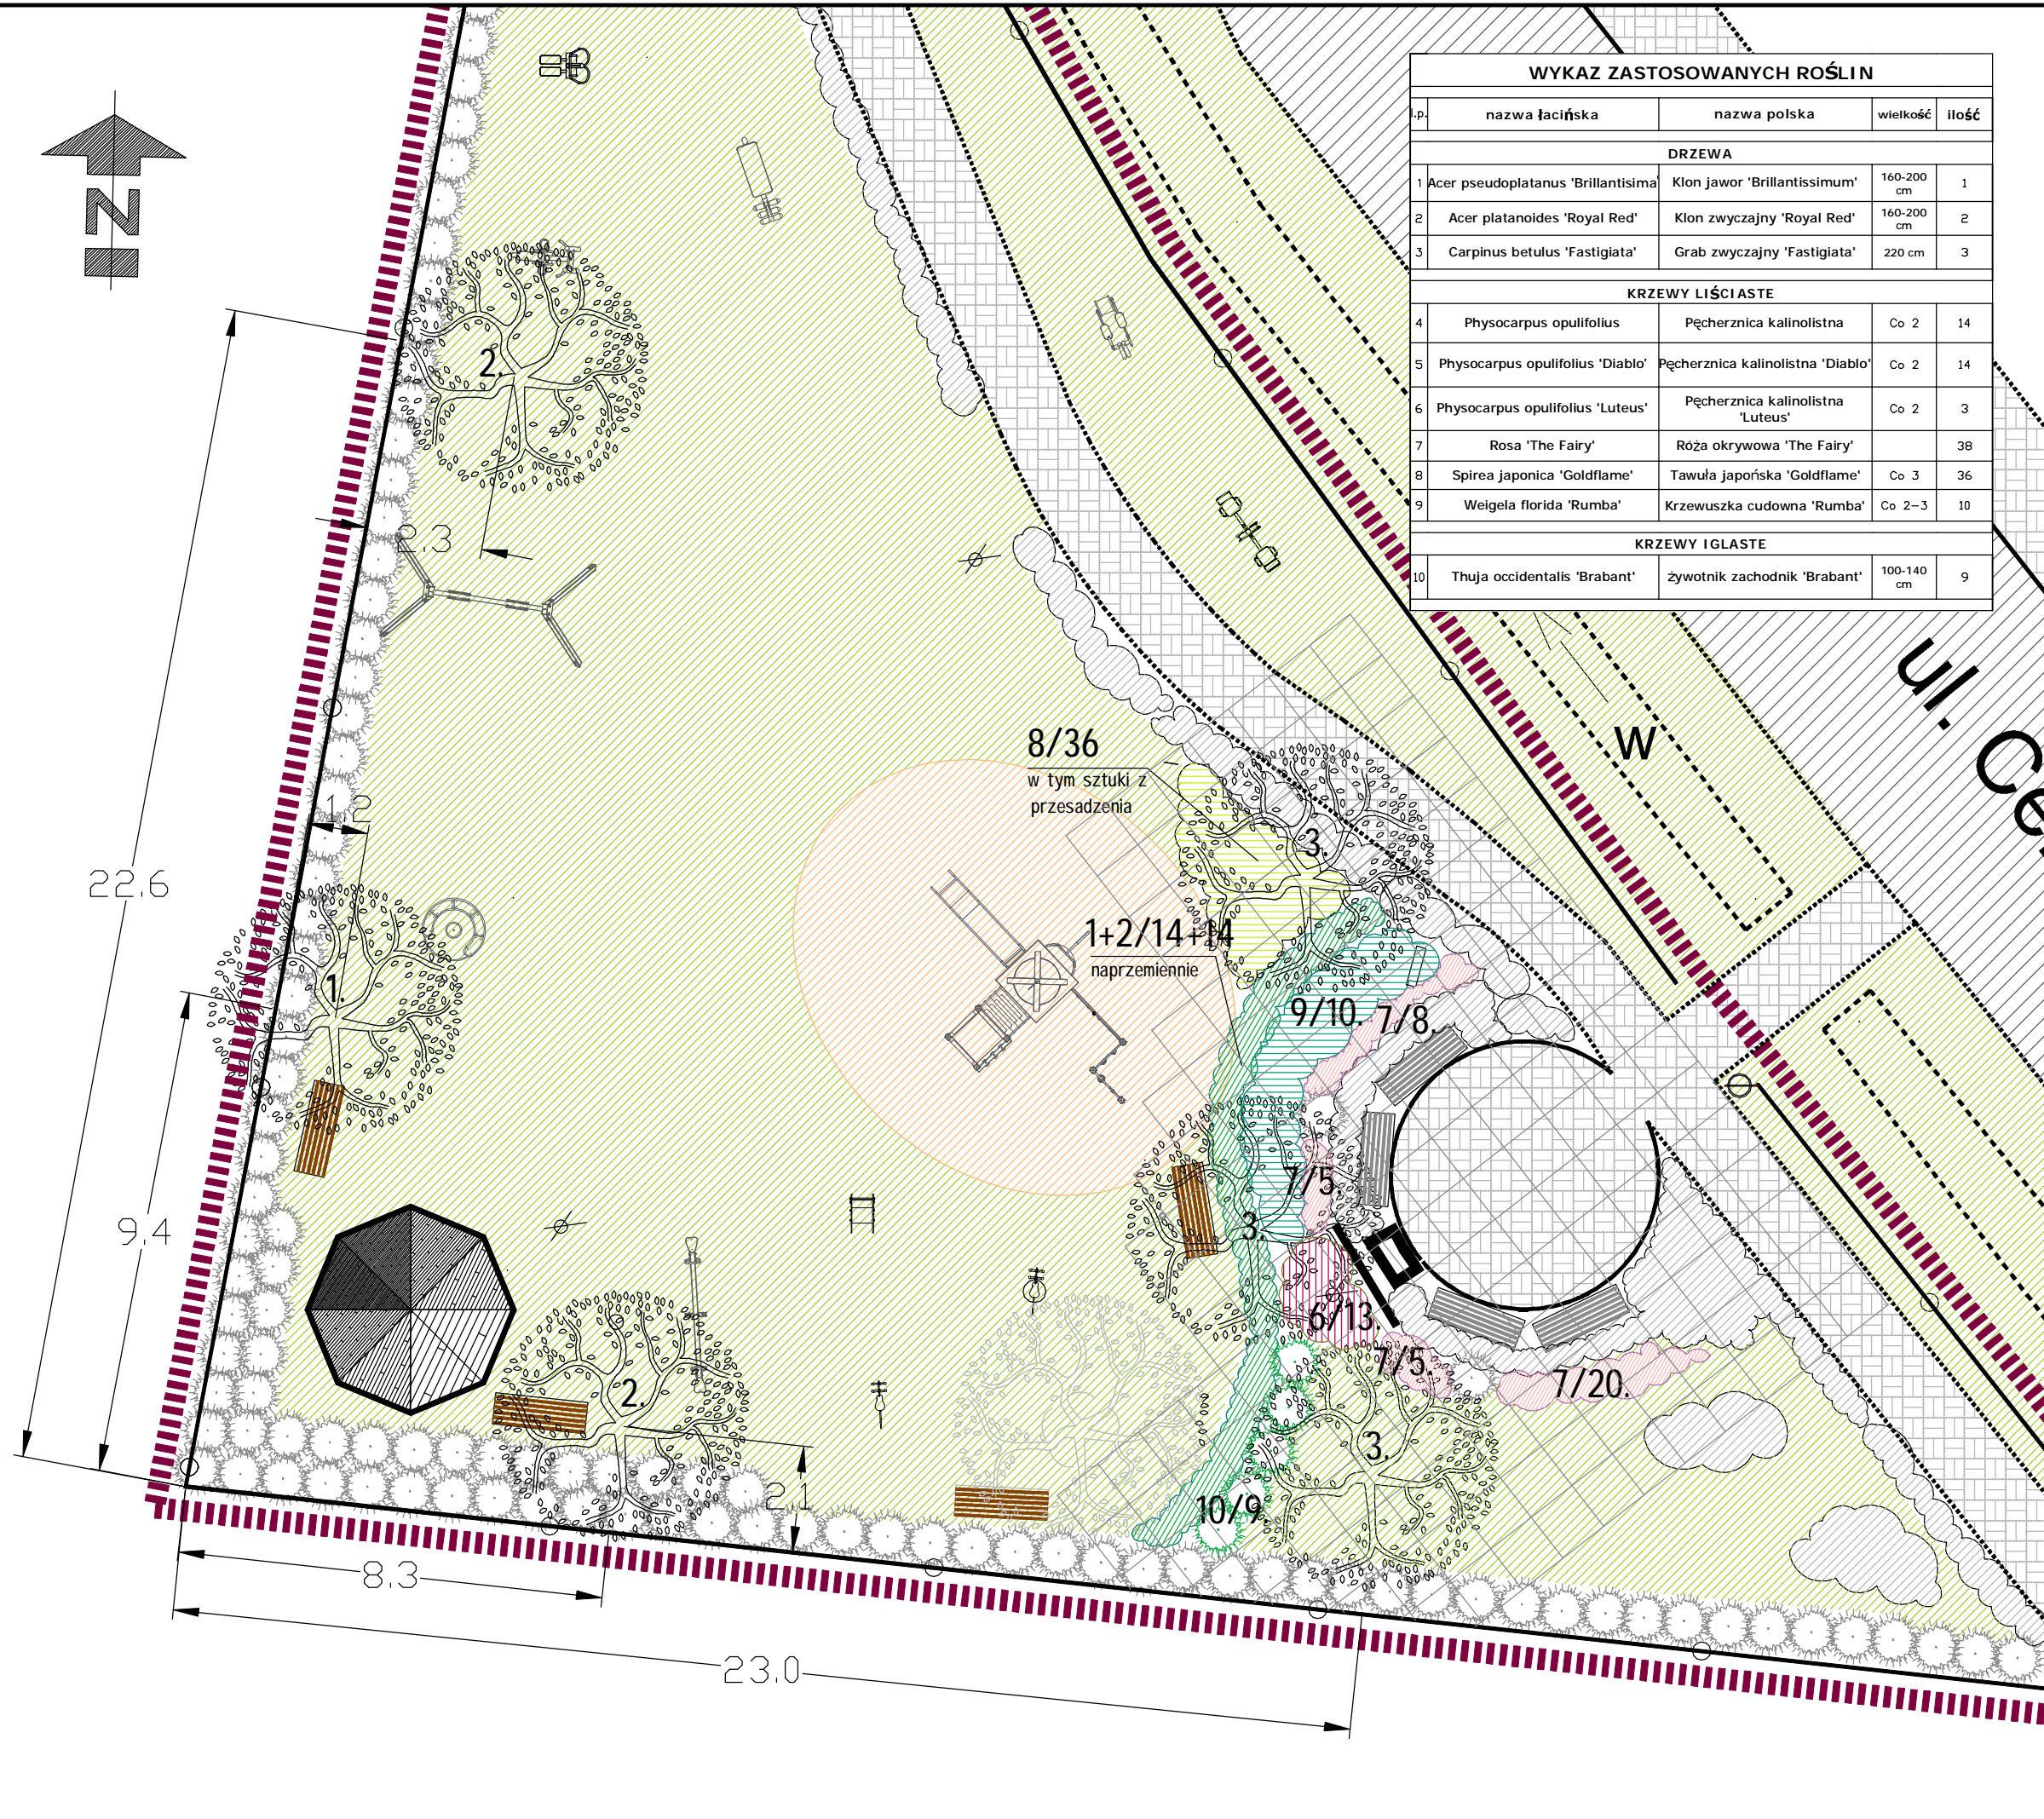 WYKAZ ZASTOSOWANYCH ROŚLIN
l.p. nazwa łacińska nazwa polska wielkość ilość
DRZEWA
1 Acer pseudoplatanus 'Brillantisima' Klon jawor 'Brillantissimum' 160-200 cm 1
2 Acer platanoides 'Royal Red' Klon zwyczajny 'Royal Red' 160-200 cm 2
3 Carpinus betulus 'Fastigiata' Grab zwyczajny 'Fastigiata' 220 cm 3
KRZEWY LIŚCIASTE
4 Physocarpus opulifolius Pęcherznica kalinolistna Co 2 14
5 Physocarpus opulifolius 'Diablo' Pęcherznica kalinolistna 'Diablo' Co 2 14
6 Physocarpus opulifolius 'Luteus' Pęcherznica kalinolistna 'Luteus' Co 2 3
7 Rosa 'The Fairy' Róża okrywowa 'The Fairy' 38
8 Spirea japonica 'Goldflame' Tawuła japońska 'Goldflame' Co 3 36
9 Weigela florida 'Rumba' Krzewuszka cudowna 'Rumba' Co 2-3 10
KRZEWY IGLASTE
10 Thuja occidentalis 'Brabant' żywotnik zachodnik 'Brabant' 100-140 cm 9
N
2.
2.3
ul. Ce
W
8/36
w tym sztuki z
przesadzenia
1.2
3.
22.6
1+2/14+14
naprzemiennie
1.
9/10.
7/8.
7/5.
3.
9.4
6/13.
7/5.
7/20.
2.
3.
2.1
10/9.
8.3
23.0